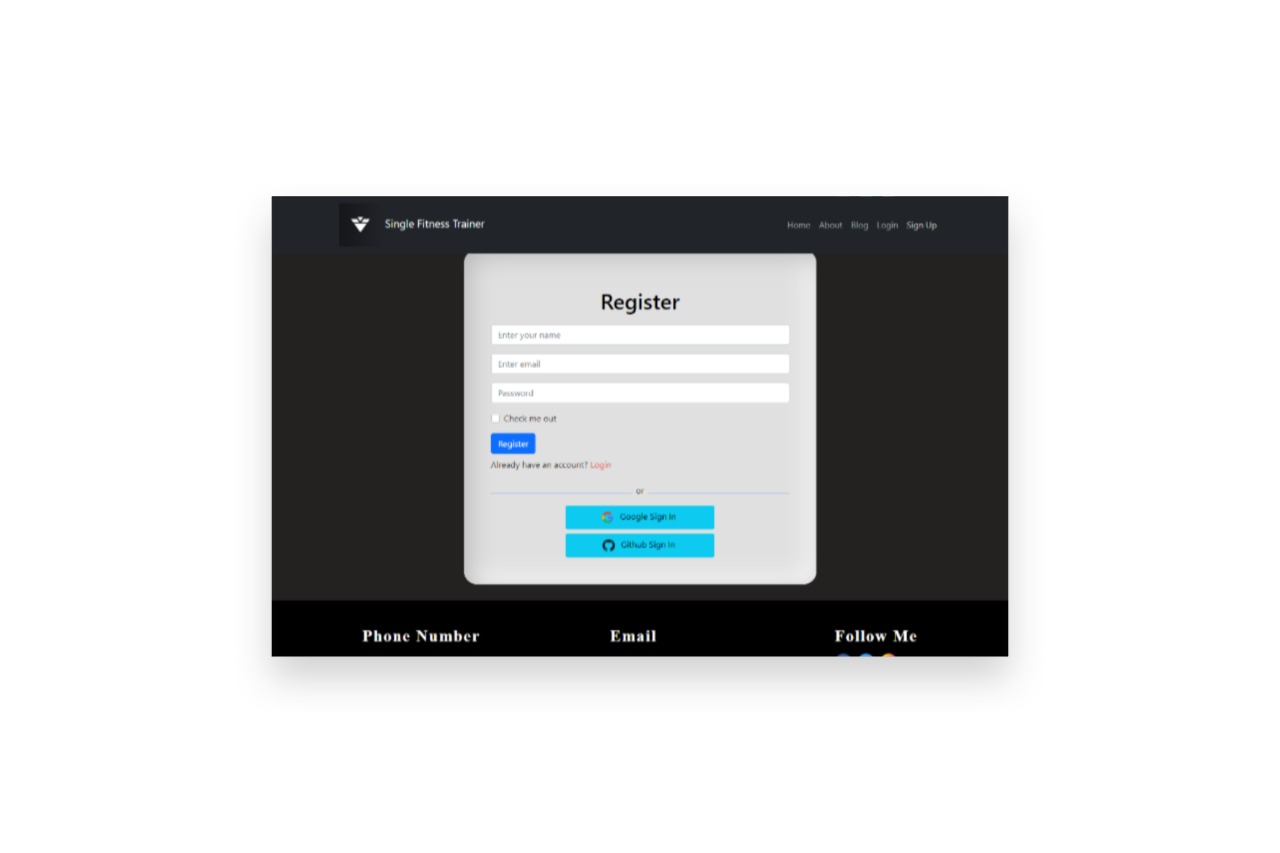 Single Fitness Trainer
Home About Blog Login Sign Up
Register
Enter your name
Enter email
Password
Check me out
Register
Already have an account? Login
or
Google Sign In
Github Sign In
Phone Number Email Follow Me